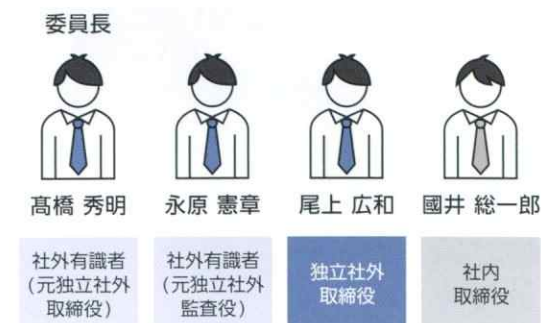 委員長
髙橋 秀明
永原 憲章
尾上 広和
國井 総一郎
社外有識者
(元独立社外
取締役)
社外有識者
(元独立社外
監査役)
独立社外
取締役
社内
取締役